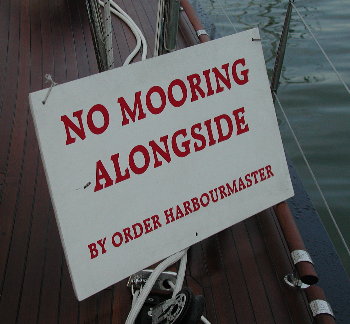 NO MOORING
ALONGSIDE
BY ORDER HARBOURMASTER